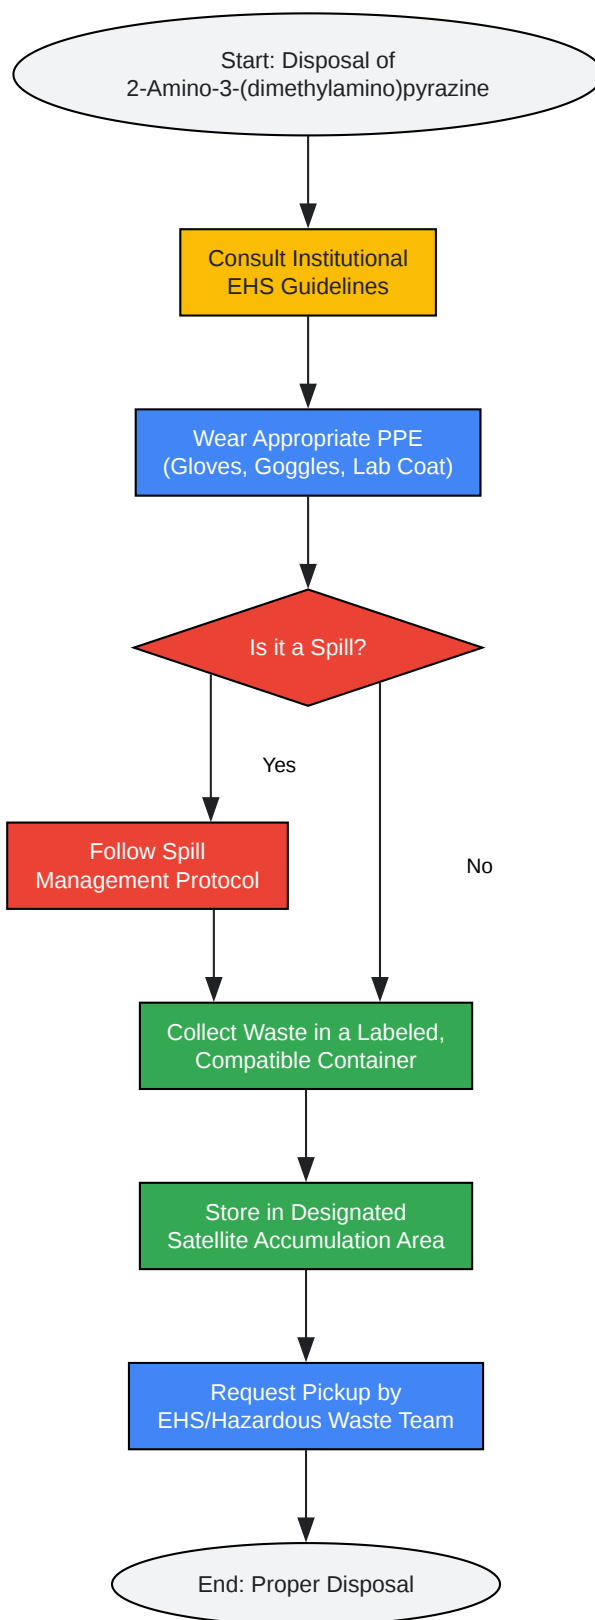 Start: Disposal of
2-Amino-3-(dimethylamino)pyrazine
Consult Institutional
EHS Guidelines
Wear Appropriate PPE
(Gloves, Goggles, Lab Coat)
Is it a Spill?
Yes
Follow Spill
Management Protocol
No
Collect Waste in a Labeled,
Compatible Container
Store in Designated
Satellite Accumulation Area
Request Pickup by
EHS/Hazardous Waste Team
End: Proper Disposal